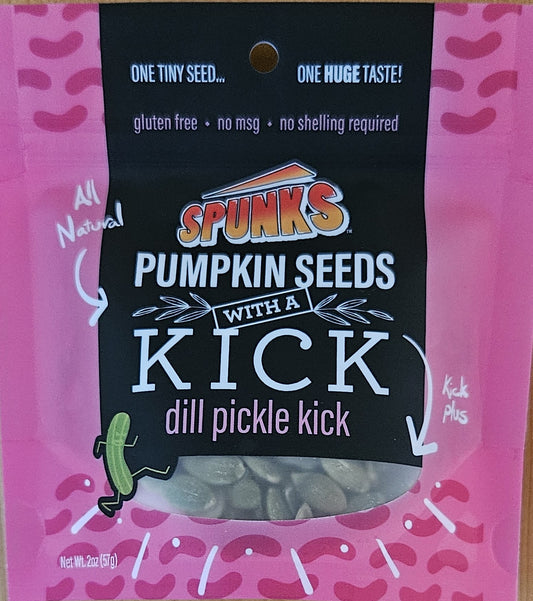 ONE TINY SEED... ONE HUGE TASTE!
gluten free • no msg • no shelling required
All
Natural
SPUNKS™
PUMPKIN SEEDS
WITH A
KICK
dill pickle kick
Kick
plus
Net Wt. 2oz (57g)